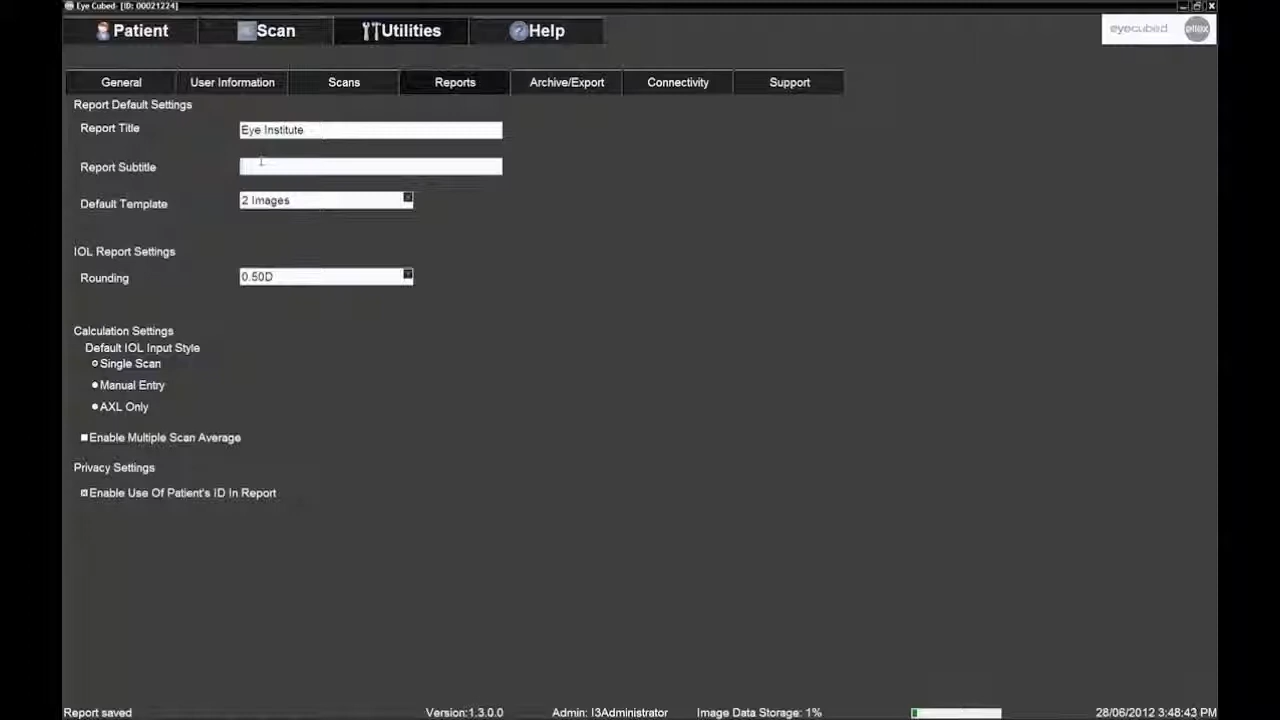 Eye Cubed- [ID: 00021224]
Patient Scan Utilities Help
eyecubed ellex
General User Information Scans Reports Archive/Export Connectivity Support
Report Default Settings
Report Title Eye Institute
Report Subtitle
Default Template 2 Images
IOL Report Settings
Rounding 0.50D
Calculation Settings
Default IOL Input Style
Single Scan
Manual Entry
AXL Only
Enable Multiple Scan Average
Privacy Settings
Enable Use Of Patient's ID In Report
Report saved Version:1.3.0.0 Admin: I3Administrator Image Data Storage: 1% 28/06/2012 3:48:43 PM